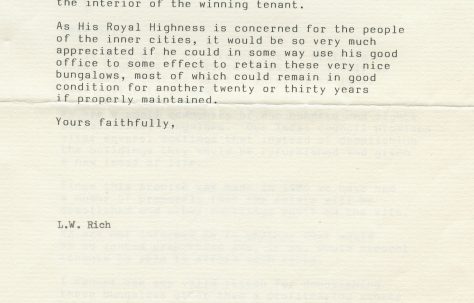 the interior of the winning tenant.
As His Royal Highness is concerned for the people
of the inner cities, it would be so very much
appreciated if he could in some way use his good
office to some effect to retain these very nice
bungalows, most of which could remain in good
condition for another twenty or thirty years
if properly maintained.
Yours faithfully,
L.W. Rich